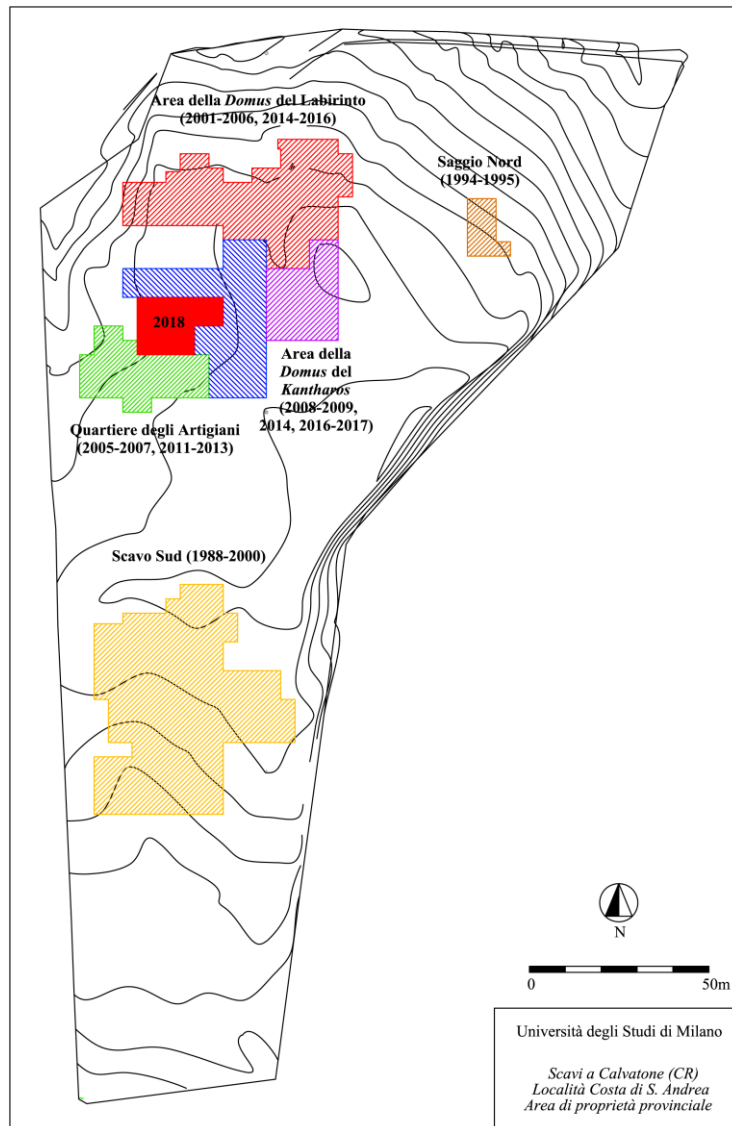 Area della Domus del Labirinto
(2001-2006, 2014-2016)
Saggio Nord
(1994-1995)
2018
Area della
Domus del
Kantharos
(2008-2009,
2014, 2016-2017)
Quartiere degli Artigiani
(2005-2007, 2011-2013)
Scavo Sud (1988-2000)
N
0 50m
Università degli Studi di Milano
Scavi a Calvatone (CR)
Località Costa di S. Andrea
Area di proprietà provinciale